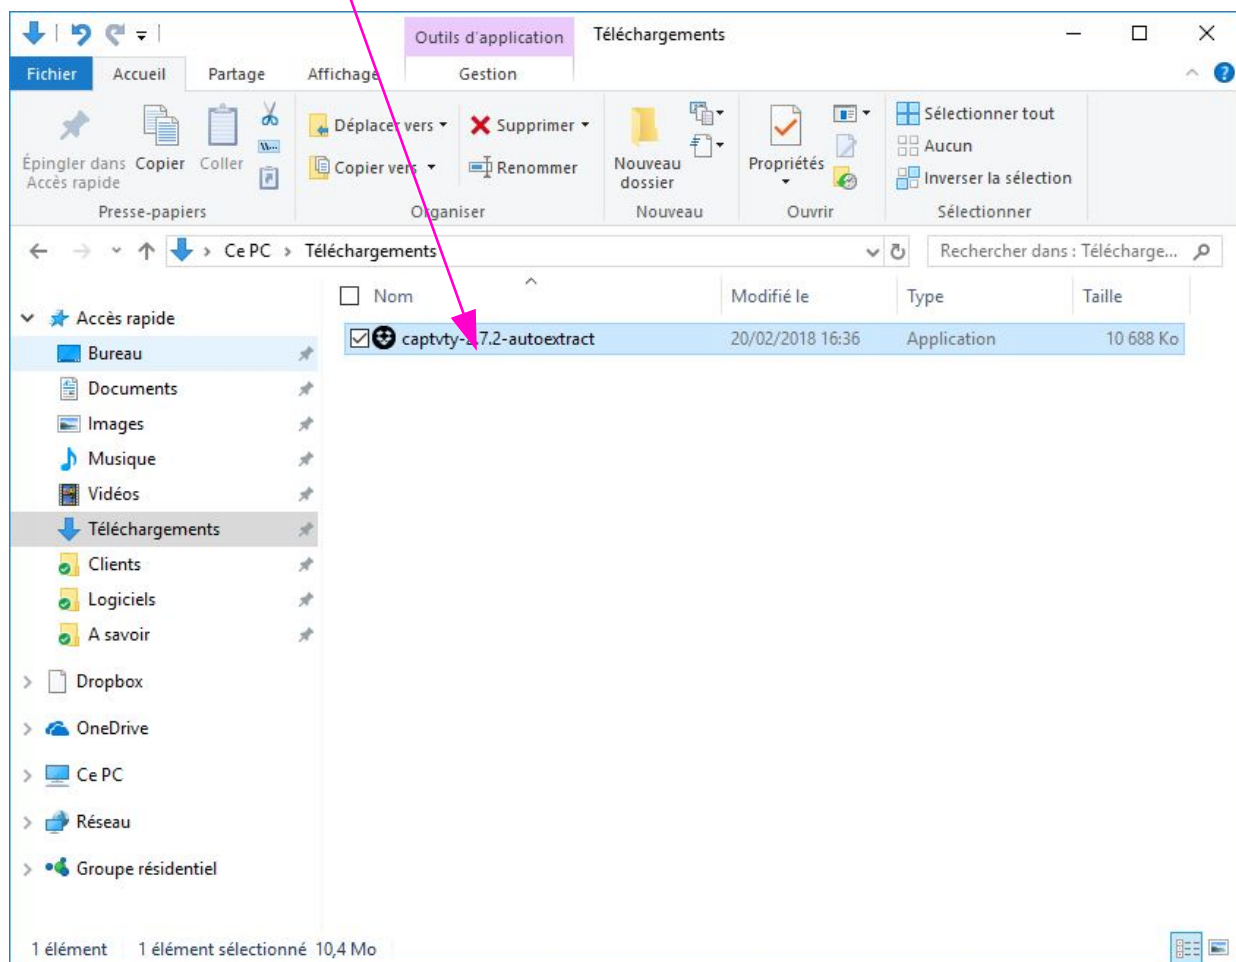 Outils d'application Téléchargements
Fichier Accueil Partage Affichage Gestion
Épingler dans Accès rapide
Copier
Coller
Déplacer vers
Copier vers
Supprimer
Renommer
Nouveau dossier
Propriétés
Sélectionner tout
Aucun
Inverser la sélection
Presse-papiers Organiser Nouveau Ouvrir Sélectionner
Ce PC Téléchargements
Rechercher dans : Télécharge...
Nom Modifié le Type Taille
captvty-2.7.2-autoextract 20/02/2018 16:36 Application 10 688 Ko
Accès rapide
Bureau
Documents
Images
Musique
Vidéos
Téléchargements
Clients
Logiciels
A savoir
Dropbox
OneDrive
Ce PC
Réseau
Groupe résidentiel
1 élément 1 élément sélectionné 10,4 Mo